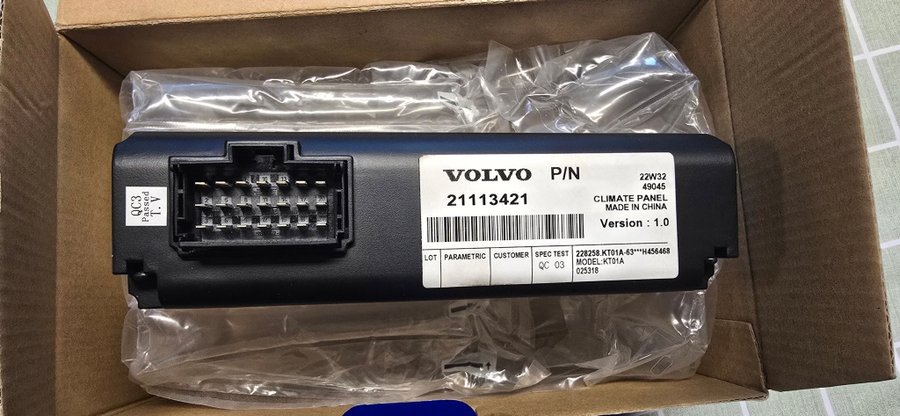 QC3
Passed
T.V
VOLVO P/N
21113421
22W32
49045
CLIMATE PANEL
MADE IN CHINA
Version : 1.0
LOT PARAMETRIC CUSTOMER SPEC TEST
QC 03
228258.KT01A-63***H456468
MODEL:KT01A
025318